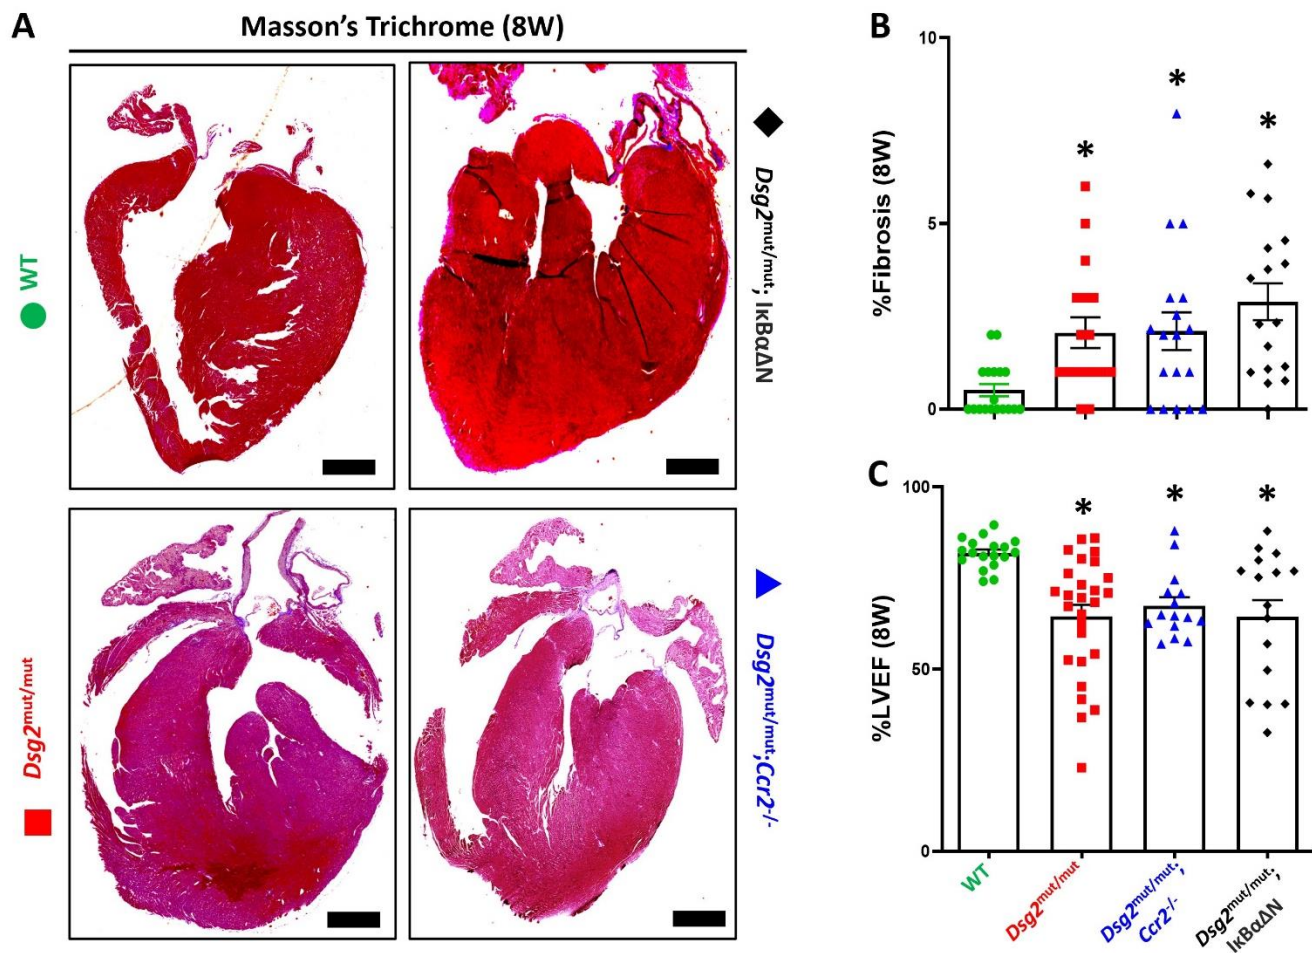 A
Masson's Trichrome (8W)
WT
Dsg2mut/mut; IκBαΔN
Dsg2mut/mut
Dsg2mut/mut;Ccr2-/-
B
%Fibrosis (8W)
10
5
0
*
*
*
C
%LVEF (8W)
100
50
0
*
*
*
WT
Dsg2mut/mut
Dsg2mut/mut;
Ccr2-/-
Dsg2mut/mut;
IκBαΔN